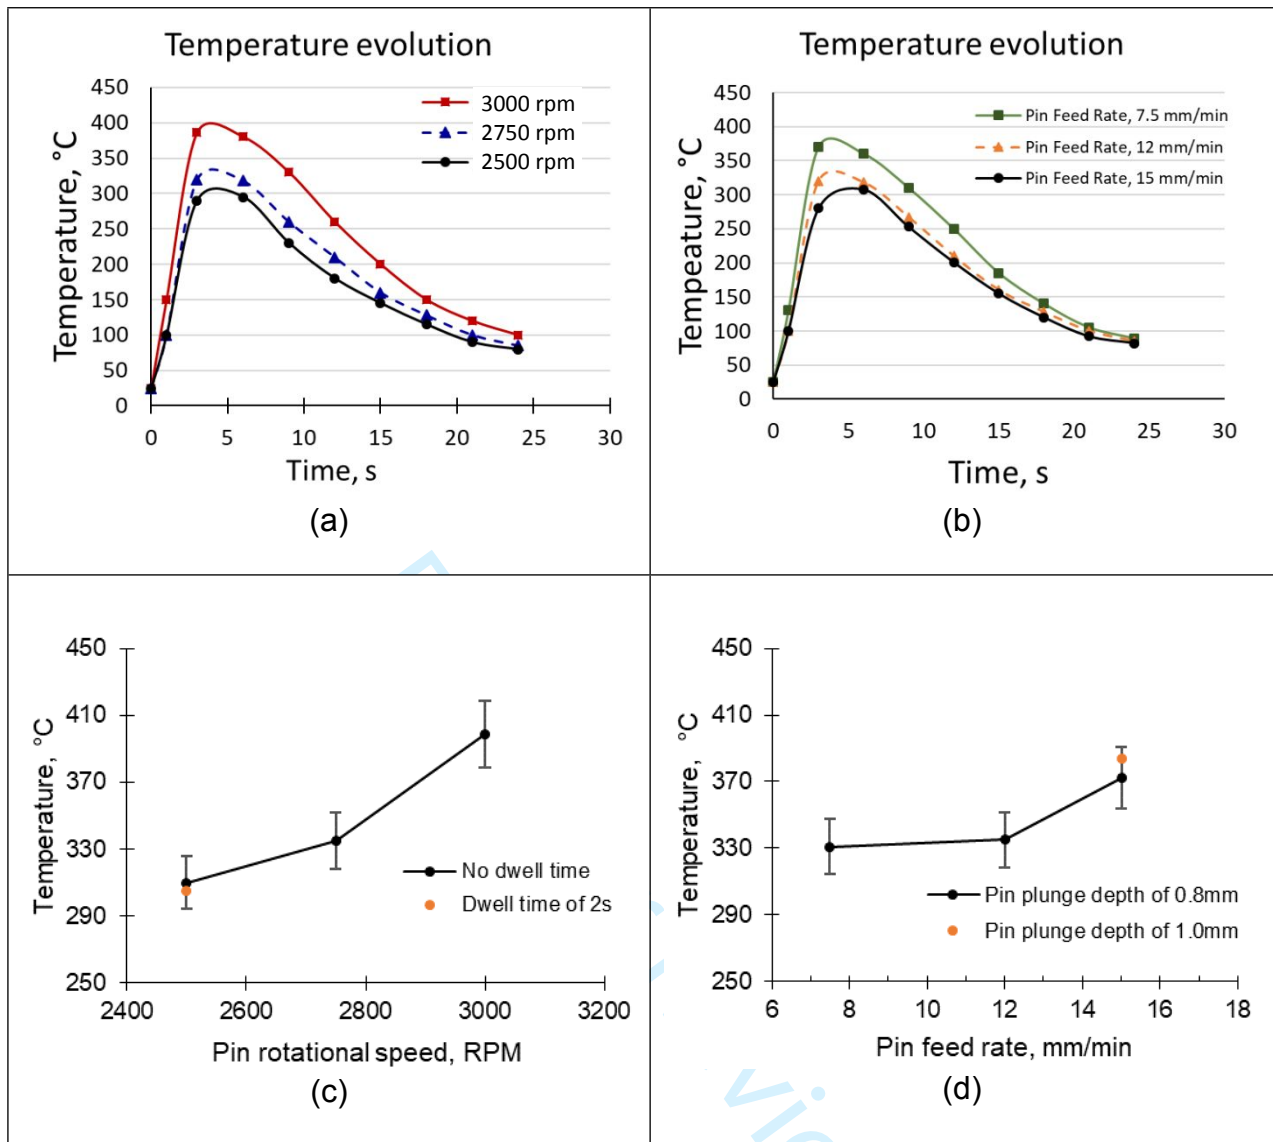 Temperature evolution
450
400
350
300
250
200
150
100
50
0
Temperature, °C
3000 rpm
2750 rpm
2500 rpm
0 5 10 15 20 25 30
Time, s
(a)
Temperature evolution
450
400
350
300
250
200
150
100
50
0
Tempeature, °C
Pin Feed Rate, 7.5 mm/min
Pin Feed Rate, 12 mm/min
Pin Feed Rate, 15 mm/min
0 5 10 15 20 25 30
Time, s
(b)
450
410
370
330
290
250
Temperature, °C
No dwell time
Dwell time of 2s
2400 2600 2800 3000 3200
Pin rotational speed, RPM
(c)
450
410
370
330
290
250
Temperature, °C
Pin plunge depth of 0.8mm
Pin plunge depth of 1.0mm
6 8 10 12 14 16 18
Pin feed rate, mm/min
(d)